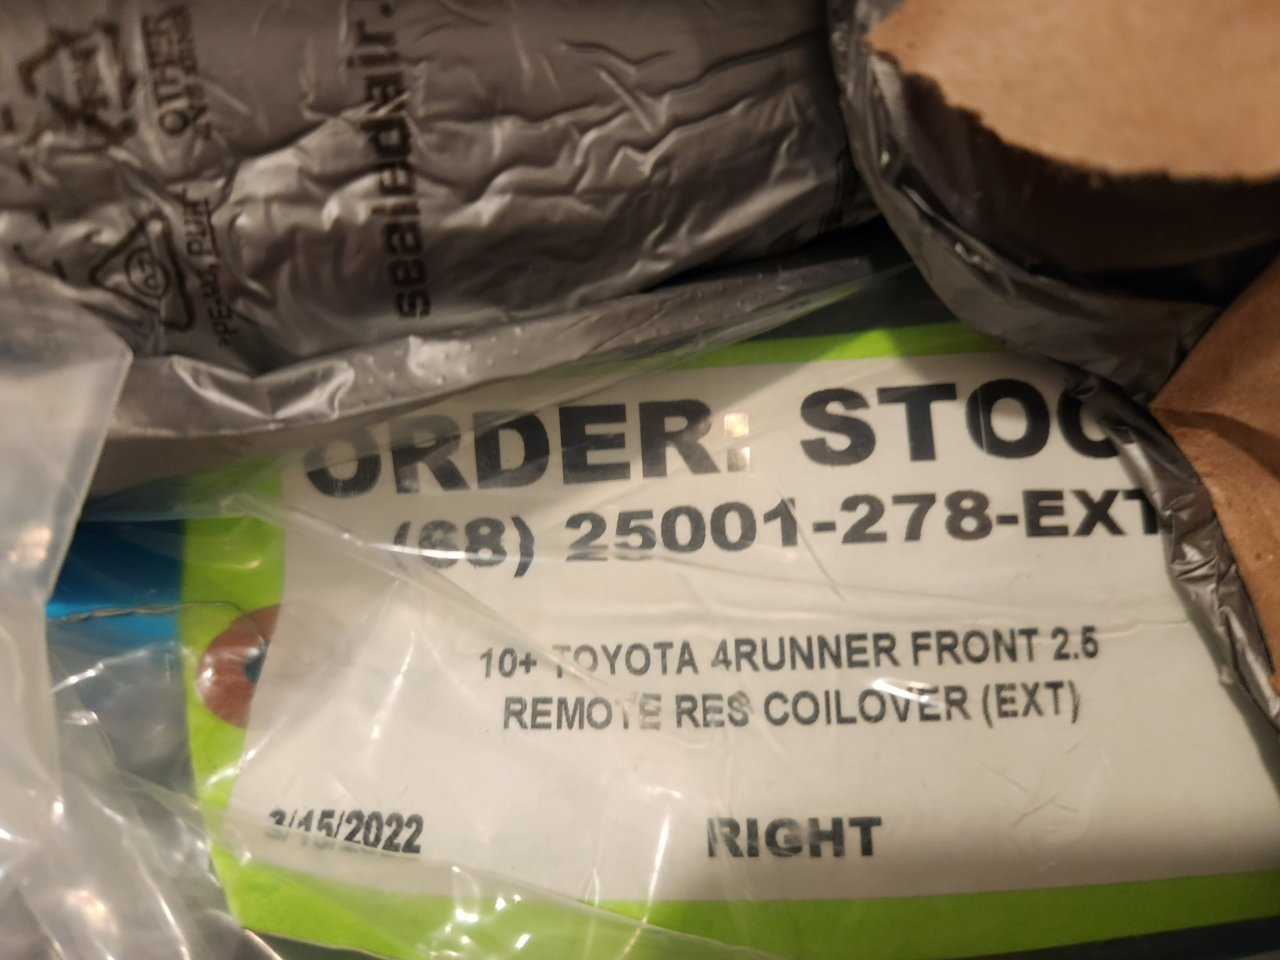 OTHER
sealedair.
ORDER: STOC
(68) 25001-278-EXT
10+ TOYOTA 4RUNNER FRONT 2.5
REMOTE RES COILOVER (EXT)
3/15/2022
RIGHT